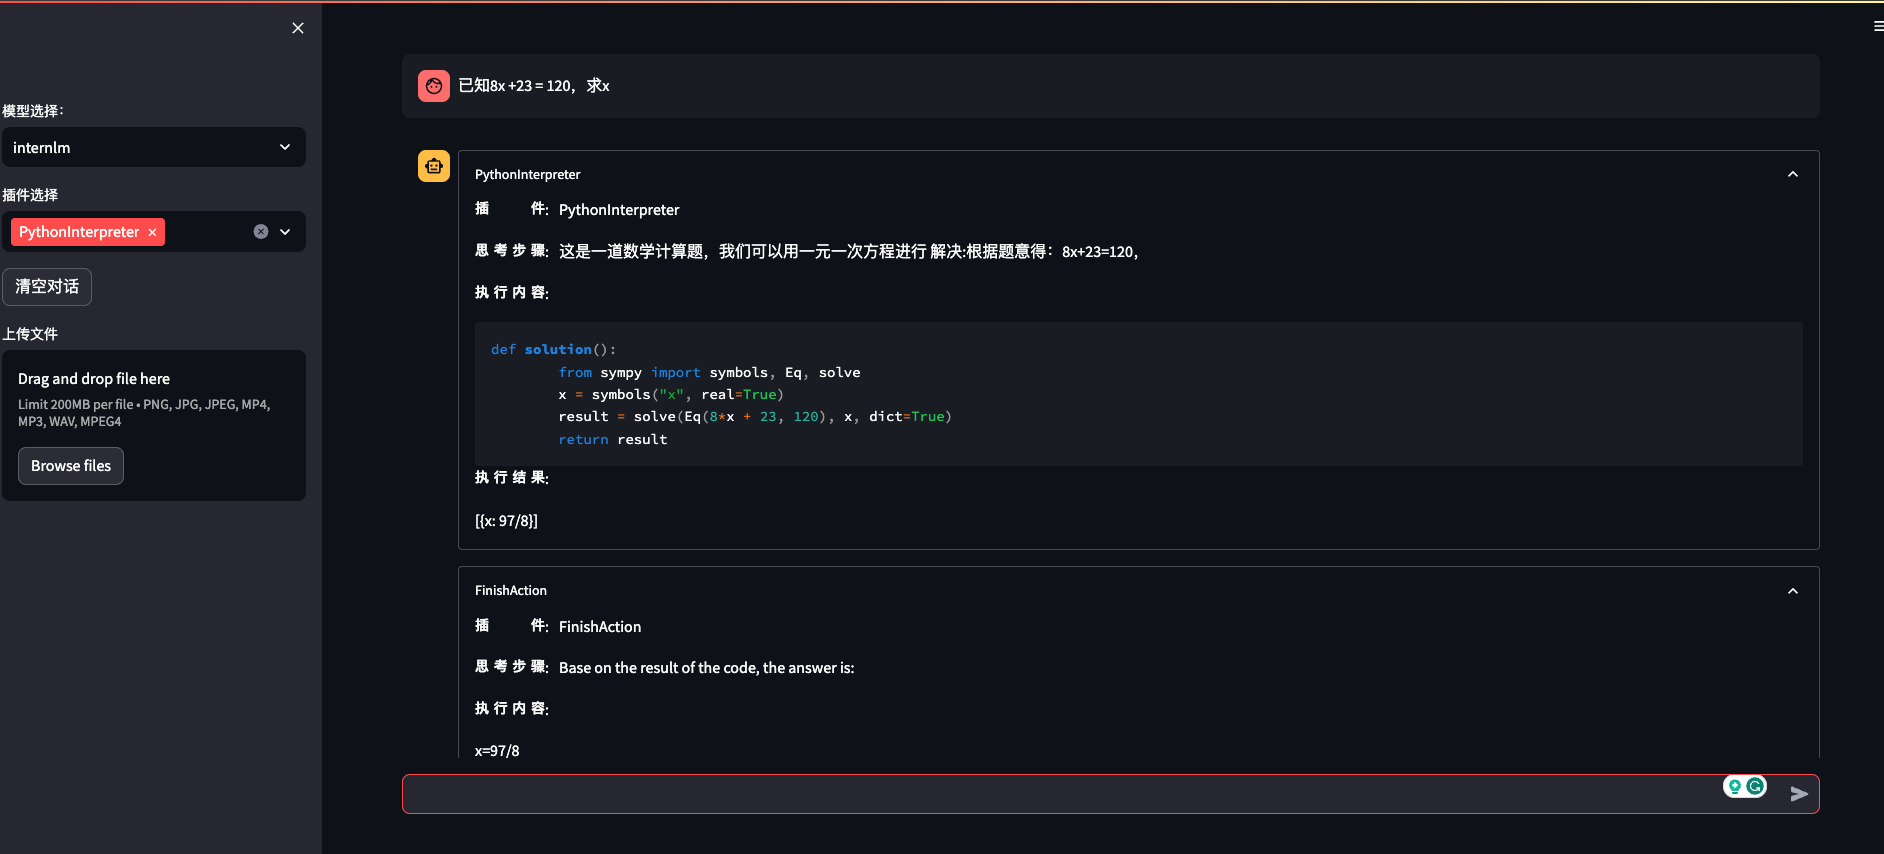 模型选择：
internlm
插件选择
PythonInterpreter ×
清空对话
上传文件
Drag and drop file here
Limit 200MB per file • PNG, JPG, JPEG, MP4,
MP3, WAV, MPEG4
Browse files
已知8x +23 = 120，求x
PythonInterpreter
插 件: PythonInterpreter
思 考 步 骤: 这是一道数学计算题，我们可以用一元一次方程进行 解决:根据题意得：8x+23=120，
执 行 内 容:
def solution():
from sympy import symbols, Eq, solve
x = symbols("x", real=True)
result = solve(Eq(8*x + 23, 120), x, dict=True)
return result
执 行 结 果:
[{x: 97/8}]
FinishAction
插 件: FinishAction
思 考 步 骤: Base on the result of the code, the answer is:
执 行 内 容:
x=97/8